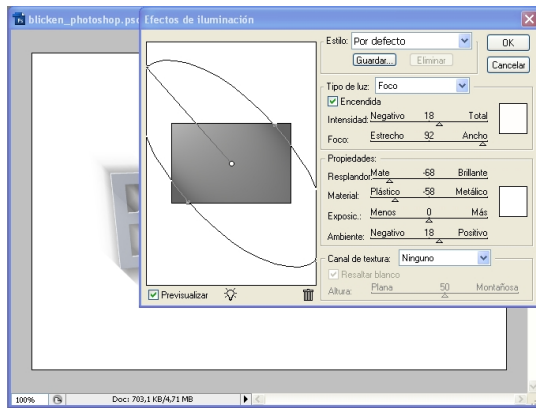 blicken_photoshop.psd
Efectos de iluminación
Estilo: Por defecto
OK
Guardar... Eliminar
Cancelar
Tipo de luz: Foco
Encendida
Intensidad: Negativo 18 Total
Foco: Estrecho 92 Ancho
Propiedades:
Resplandor: Mate -68 Brillante
Material: Plástico -58 Metálico
Exposic.: Menos 0 Más
Ambiente: Negativo 18 Positivo
Canal de textura: Ninguno
Resaltar blanco
Altura: Plana 50 Montañosa
Previsualizar
100% Doc: 703,1 KB/4,71 MB